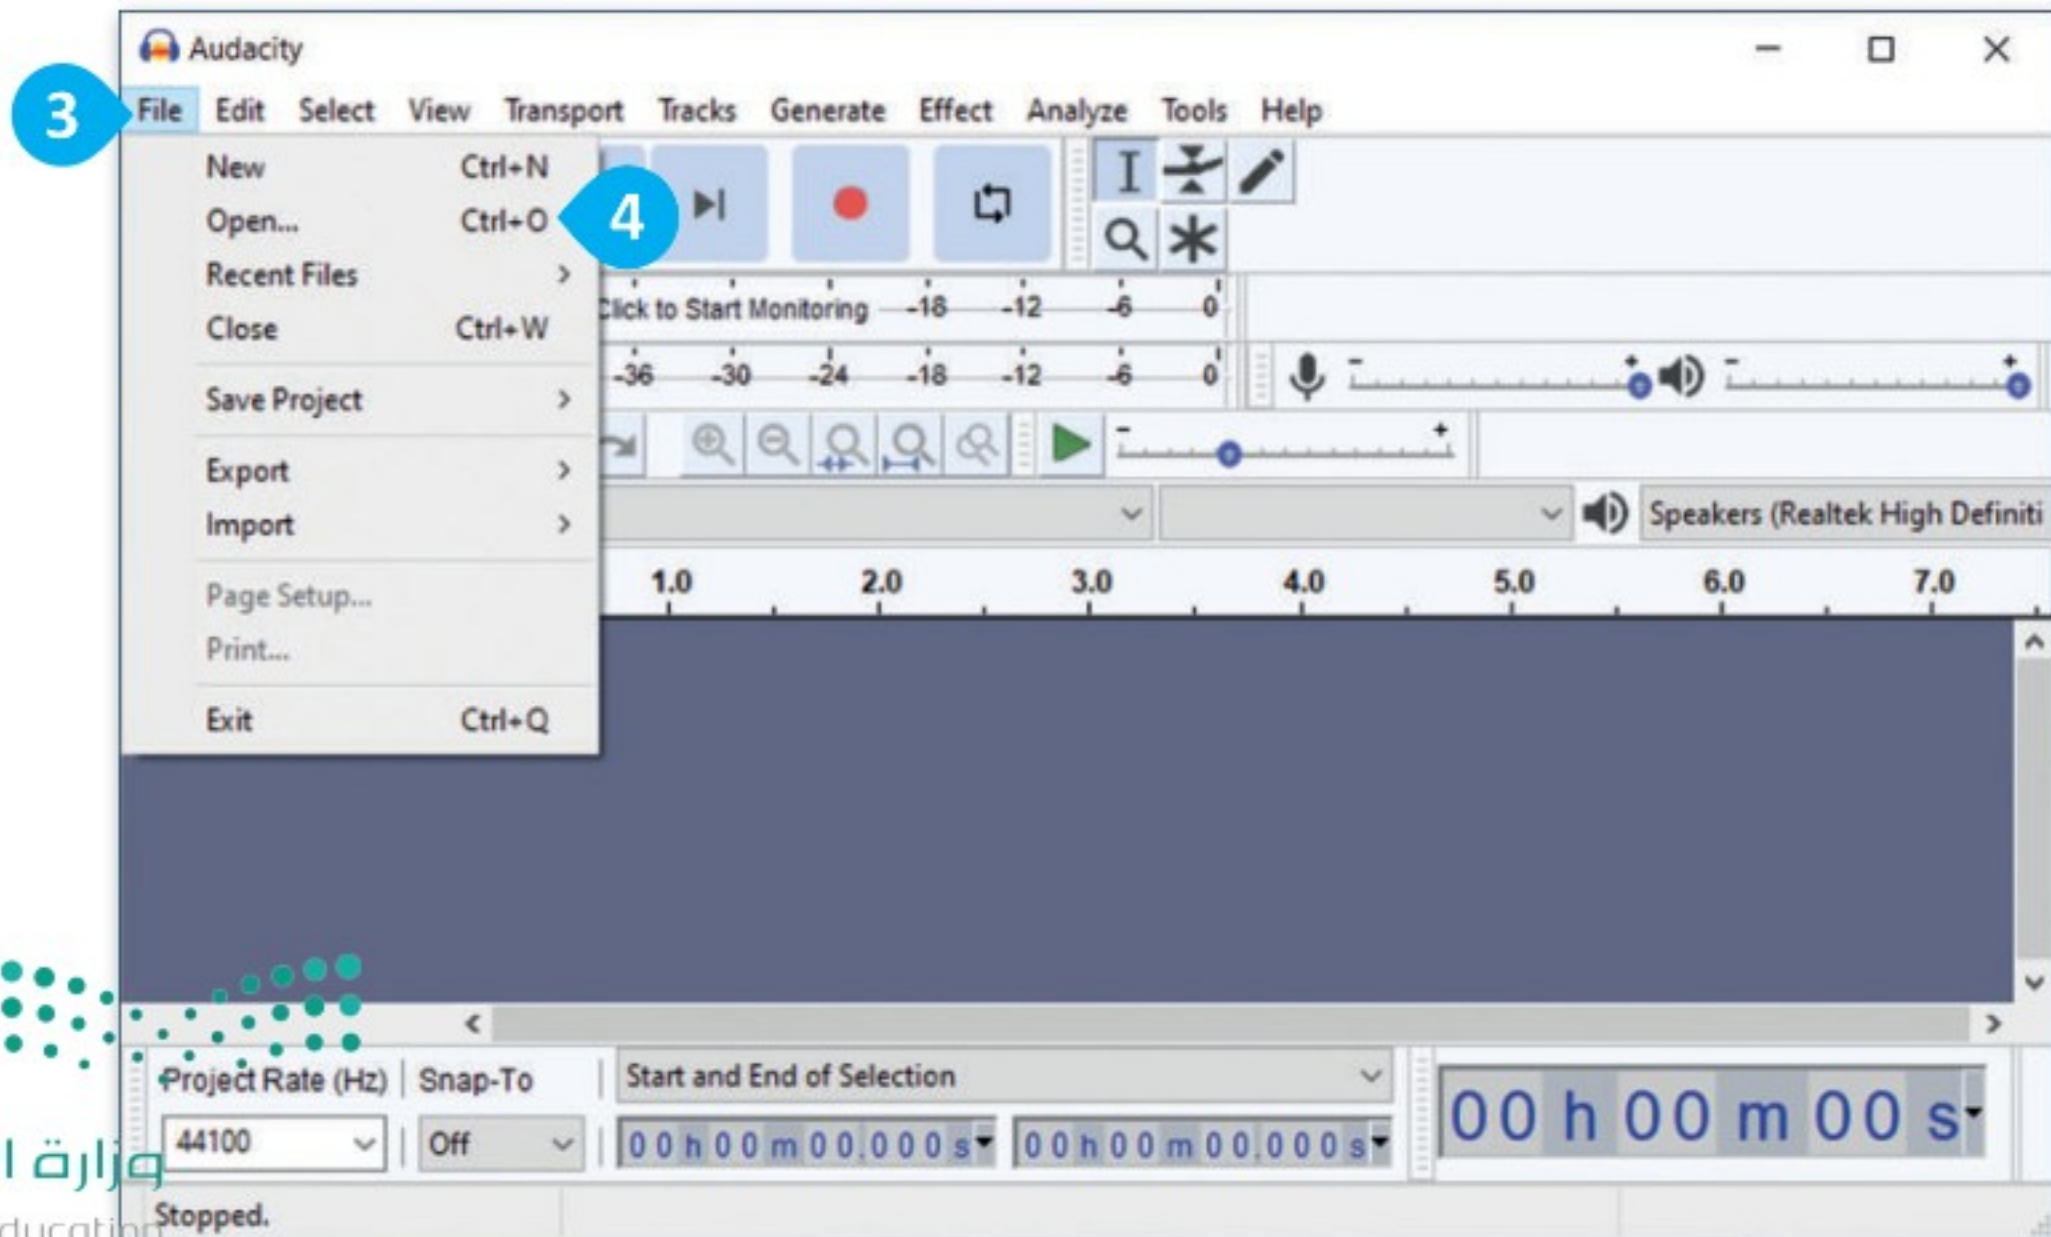 Audacity
3
File Edit Select View Transport Tracks Generate Effect Analyze Tools Help
New Ctrl+N
Open... Ctrl+O
4
Recent Files
Close Ctrl+W
Save Project
Export
Import
Page Setup...
Print...
Exit Ctrl+Q
Click to Start Monitoring -18 -12 -6 0
-36 -30 -24 -18 -12 -6 0
Speakers (Realtek High Definiti
1.0 2.0 3.0 4.0 5.0 6.0 7.0
Project Rate (Hz) Snap-To Start and End of Selection
44100 Off 00 h 00 m 00.000 s 00 h 00 m 00.000 s 00 h 00 m 00 s
وزارة ا
Stopped.
ducation